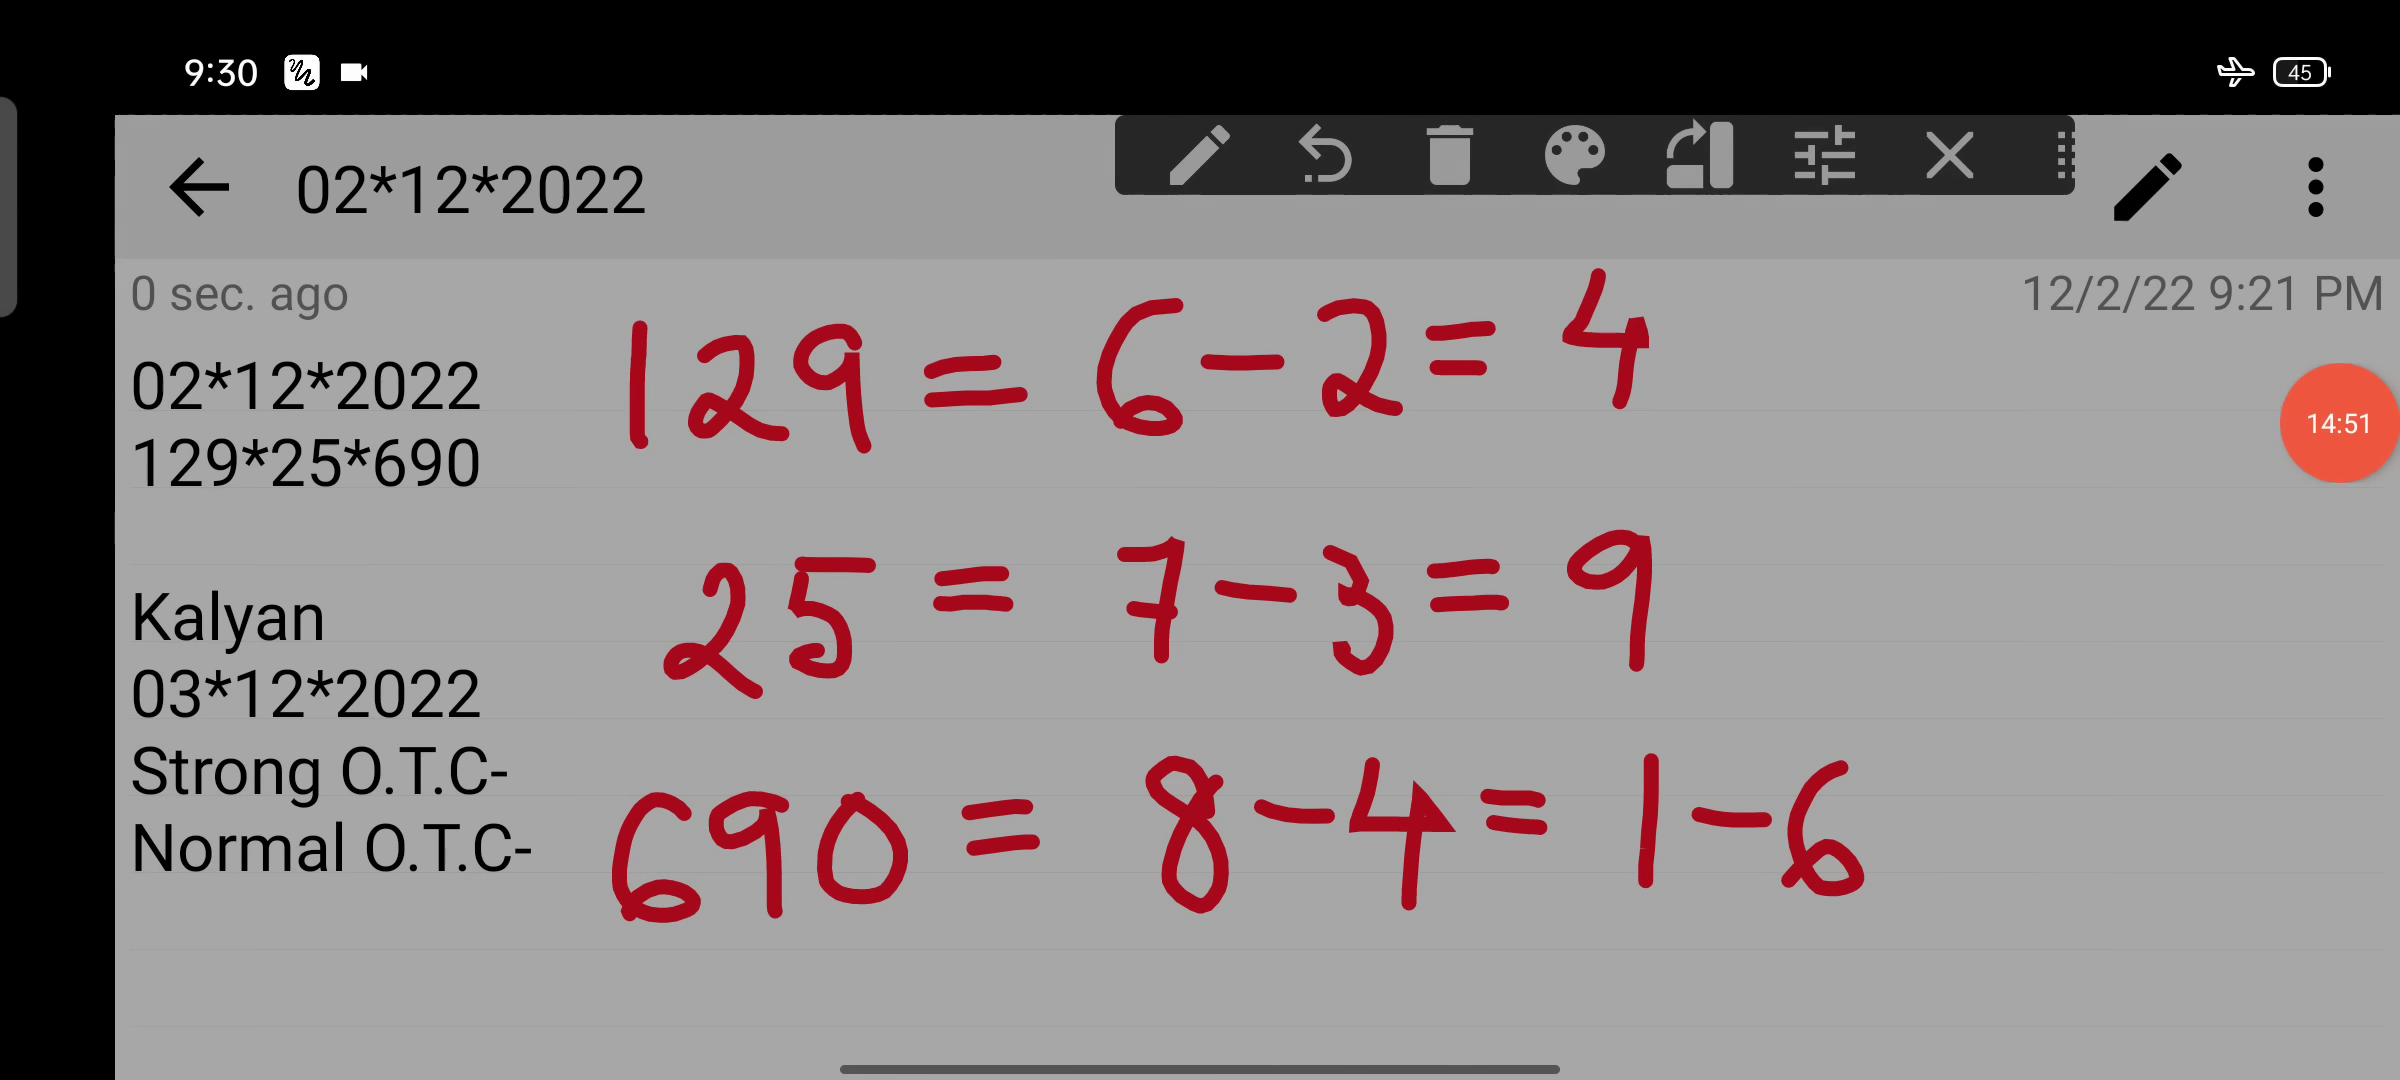 9:30
45
02*12*2022
0 sec. ago
12/2/22 9:21 PM
129 = 6 - 2 = 4
02*12*2022
129*25*690
14:51
25 = 7 - 3 = 9
Kalyan
03*12*2022
Strong O.T.C-
690 = 8 - 4 = 1 - 6
Normal O.T.C-